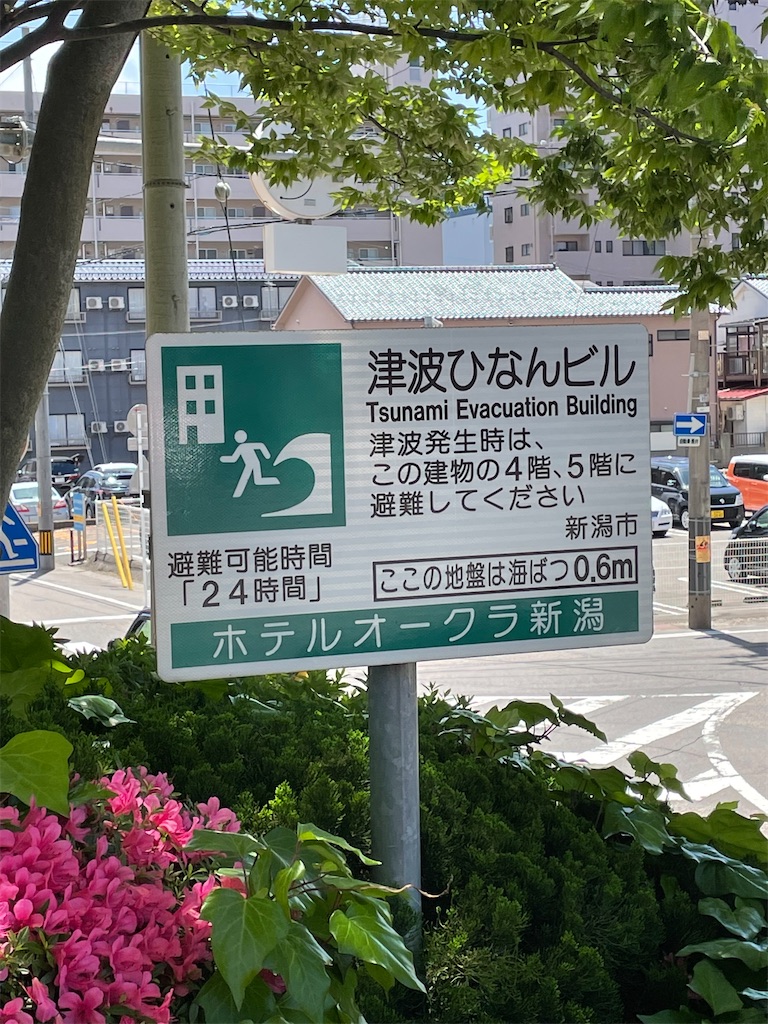 津波ひなんビル
Tsunami Evacuation Building
津波発生時は、
この建物の4階、5階に
避難してください
新潟市
避難可能時間
「24時間」
ここの地盤は海ばつ0.6m
ホテルオークラ新潟